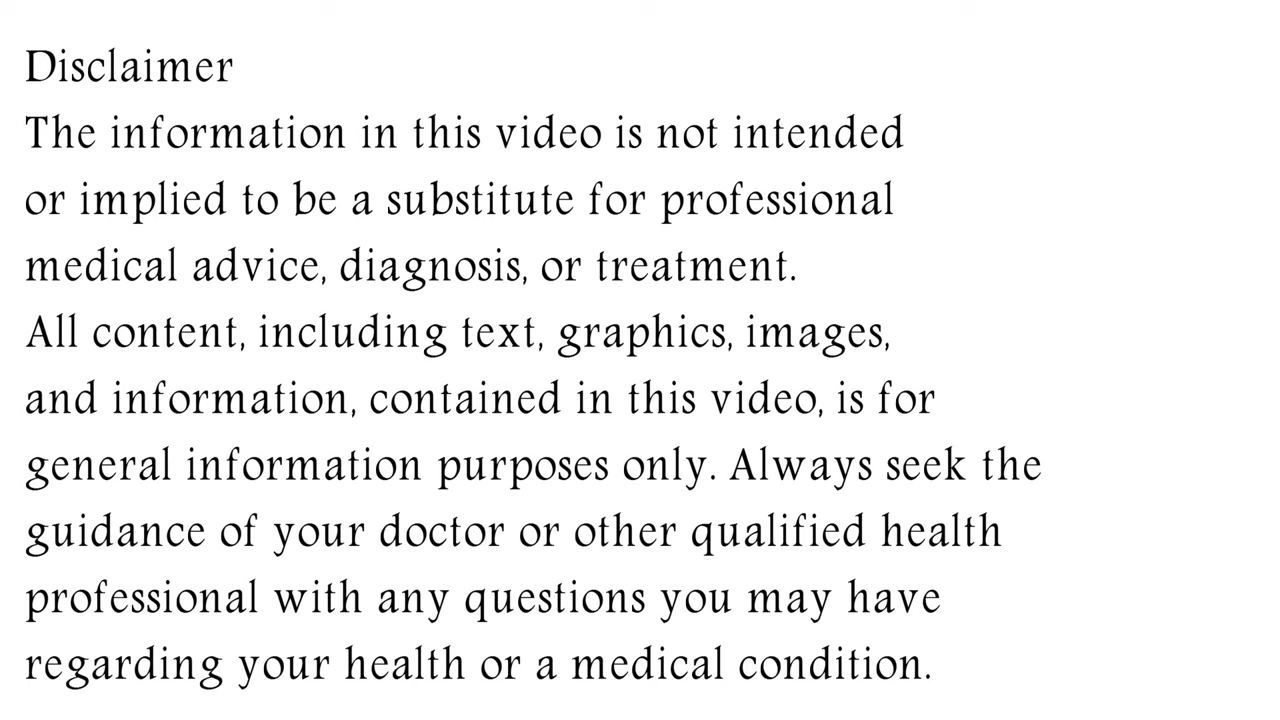 Disclaimer
The information in this video is not intended
or implied to be a substitute for professional
medical advice, diagnosis, or treatment.
All content, including text, graphics, images,
and information, contained in this video, is for
general information purposes only. Always seek the
guidance of your doctor or other qualified health
professional with any questions you may have
regarding your health or a medical condition.